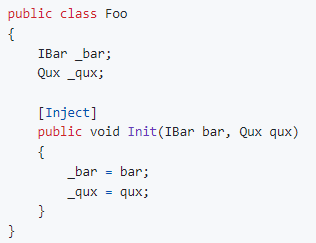 public class Foo
{
    IBar _bar;
    Qux _qux;

    [Inject]
    public void Init(IBar bar, Qux qux)
    {
        _bar = bar;
        _qux = qux;
    }
}